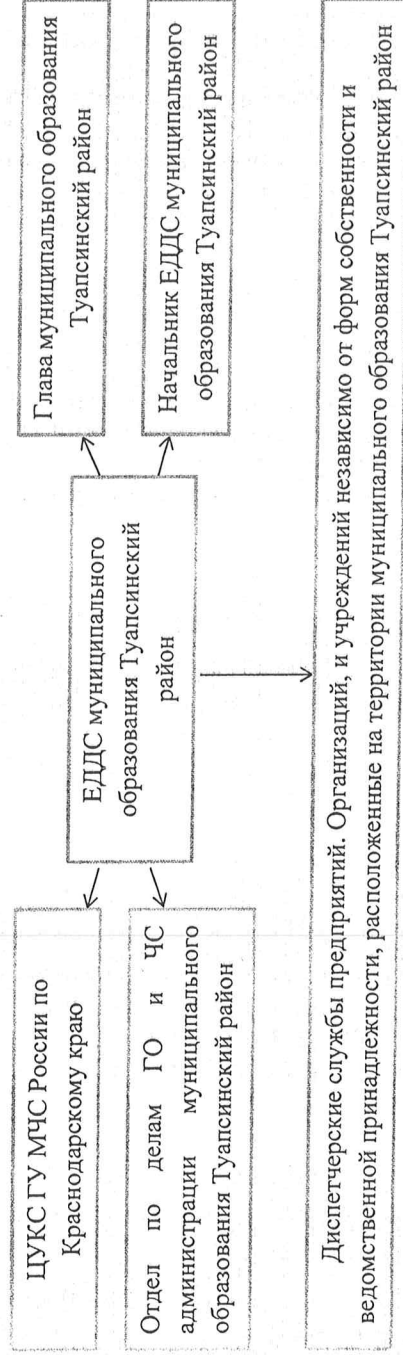 ЦУКС ГУ МЧС России по
Краснодарскому краю
Отдел по делам ГО и ЧС
администрации муниципального
образования Туапсинский район
ЕДДС муниципального
образования Туапсинский
район
Глава муниципального образования
Туапсинский район
Начальник ЕДДС муниципального
образования Туапсинский район
Диспетчерские службы предприятий. Организаций, и учреждений независимо от форм собственности и
ведомственной принадлежности, расположенные на территории муниципального образования Туапсинский район